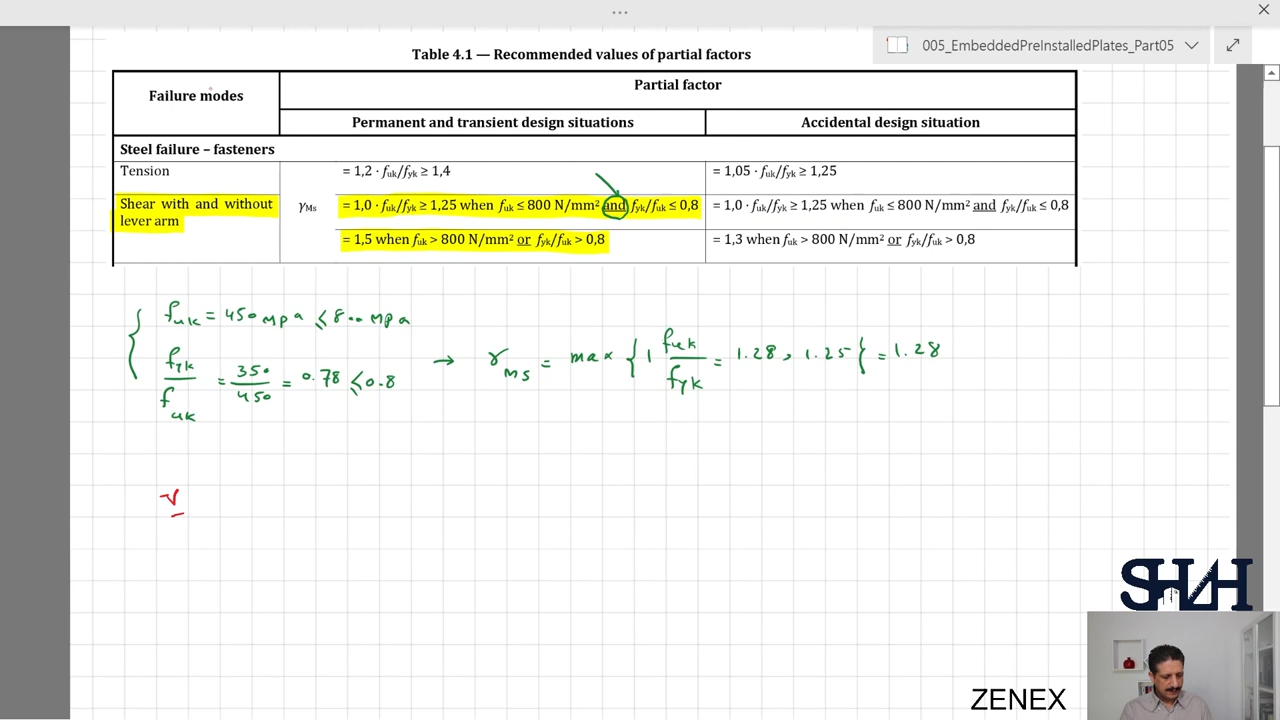 005_EmbeddedPreInstalledPlates_Part05
Table 4.1 — Recommended values of partial factors
Failure modes
Partial factor
Permanent and transient design situations
Accidental design situation
Steel failure – fasteners
Tension
= 1,2 · fuk/fyk ≥ 1,4
= 1,05 · fuk/fyk ≥ 1,25
Shear with and without
lever arm
γMs
= 1,0 · fuk/fyk ≥ 1,25 when fuk ≤ 800 N/mm² and fyk/fuk ≤ 0,8
= 1,0 · fuk/fyk ≥ 1,25 when fuk ≤ 800 N/mm² and fyk/fuk ≤ 0,8
= 1,5 when fuk > 800 N/mm² or fyk/fuk > 0,8
= 1,3 when fuk > 800 N/mm² or fyk/fuk > 0,8
fuk = 450 MPa ≤ 800 MPa
fyk/fuk = 350/450 = 0.78 ≤ 0.8
→ γMs = max { 1 fuk/fyk = 1.28 , 1.25 } = 1.28
V
SHLH
ZENEX